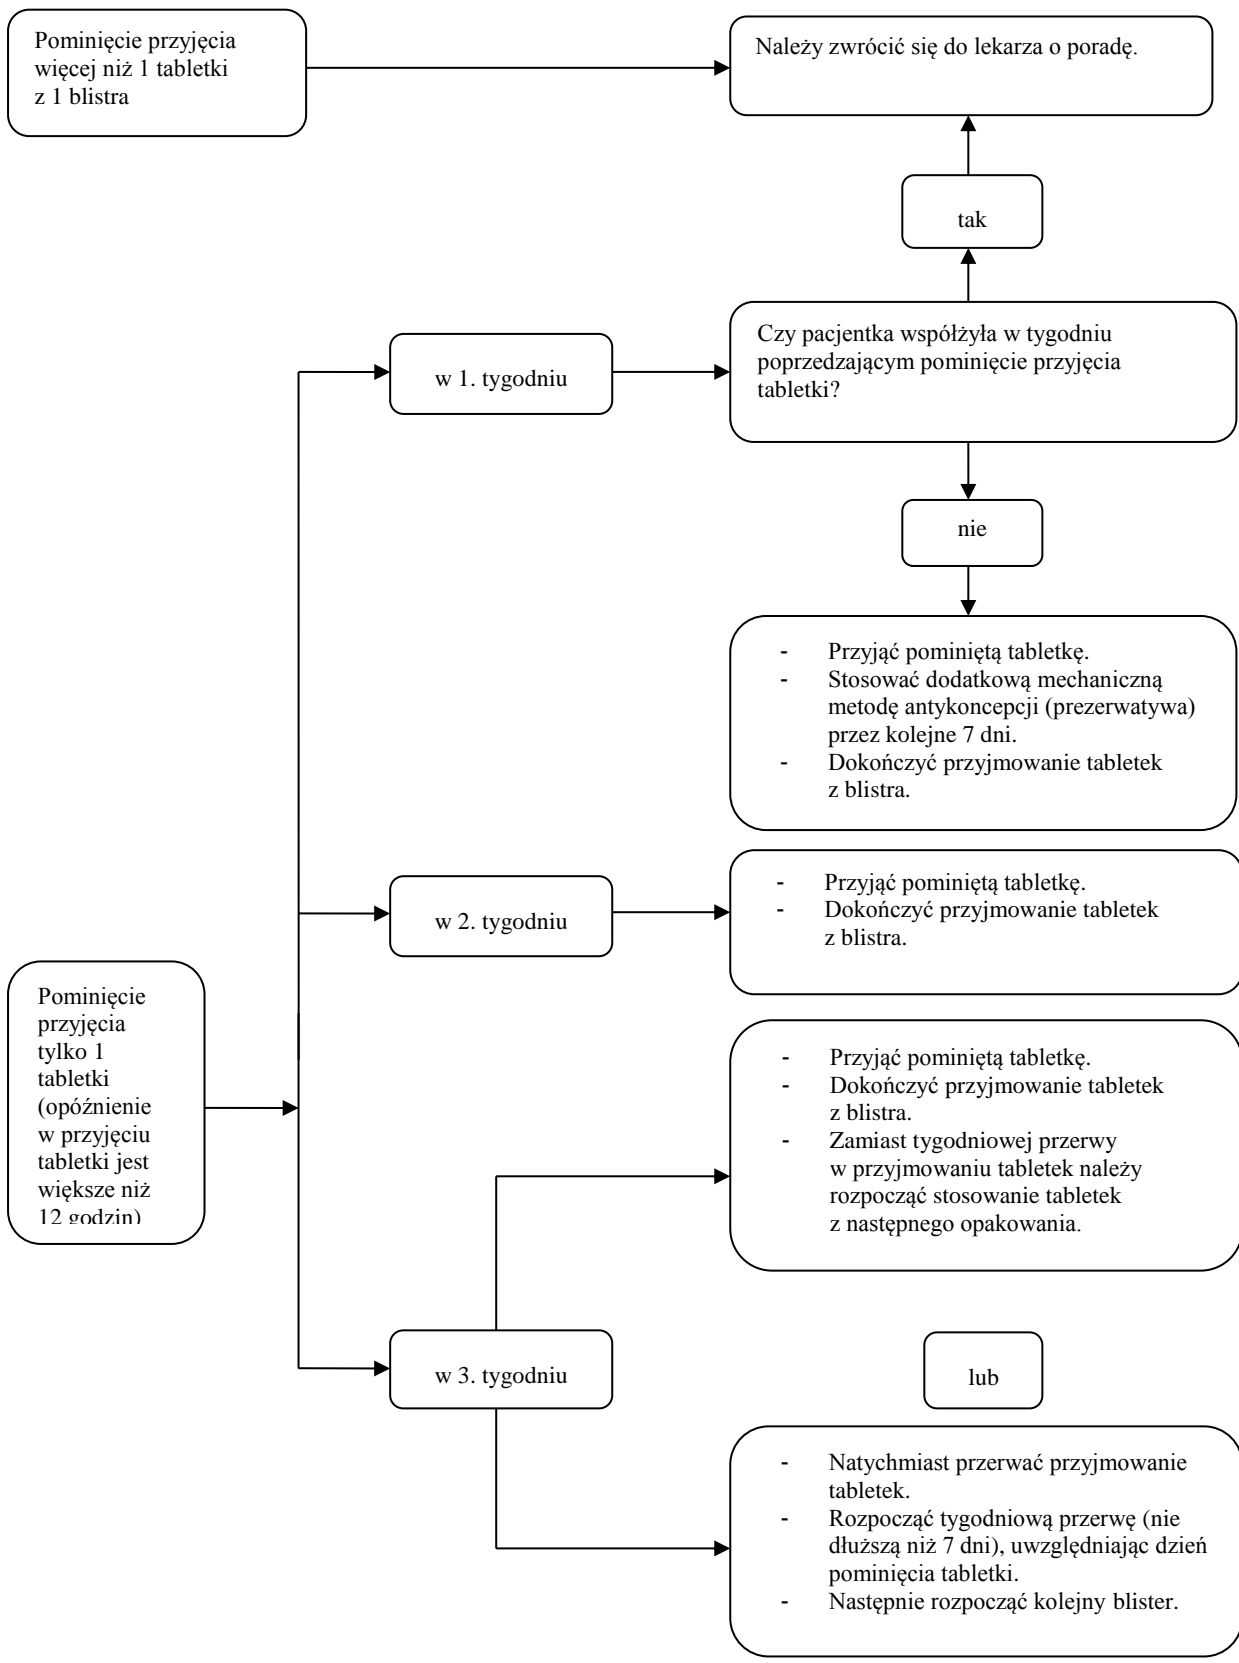 Pominięcie przyjęcia
więcej niż 1 tabletki
z 1 blistra
Należy zwrócić się do lekarza o poradę.
tak
w 1. tygodniu
Czy pacjentka współżyła w tygodniu
poprzedzającym pominięcie przyjęcia
tabletki?
nie
- Przyjąć pominiętą tabletkę.
- Stosować dodatkową mechaniczną
metodę antykoncepcji (prezerwatywa)
przez kolejne 7 dni.
- Dokończyć przyjmowanie tabletek
z blistra.
w 2. tygodniu
- Przyjąć pominiętą tabletkę.
- Dokończyć przyjmowanie tabletek
z blistra.
Pominięcie
przyjęcia
tylko 1
tabletki
(opóźnienie
w przyjęciu
tabletki jest
większe niż
12 godzin)
- Przyjąć pominiętą tabletkę.
- Dokończyć przyjmowanie tabletek
z blistra.
- Zamiast tygodniowej przerwy
w przyjmowaniu tabletek należy
rozpocząć stosowanie tabletek
z następnego opakowania.
w 3. tygodniu
lub
- Natychmiast przerwać przyjmowanie
tabletek.
- Rozpocząć tygodniową przerwę (nie
dłuższą niż 7 dni), uwzględniając dzień
pominięcia tabletki.
- Następnie rozpocząć kolejny blister.